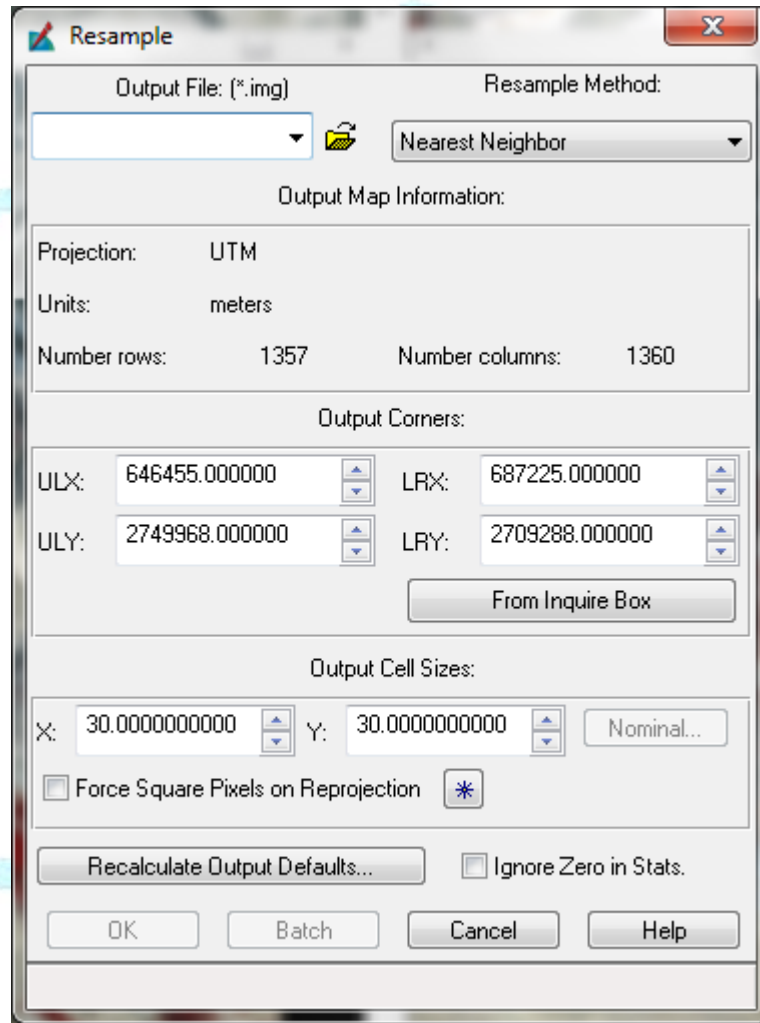 Resample
Output File: (*.img) Resample Method:
Nearest Neighbor
Output Map Information:
Projection: UTM
Units: meters
Number rows: 1357 Number columns: 1360
Output Corners:
ULX: 646455.000000 LRX: 687225.000000
ULY: 2749968.000000 LRY: 2709288.000000
From Inquire Box
Output Cell Sizes:
X: 30.0000000000 Y: 30.0000000000 Nominal...
Force Square Pixels on Reprojection
Recalculate Output Defaults... Ignore Zero in Stats.
OK Batch Cancel Help